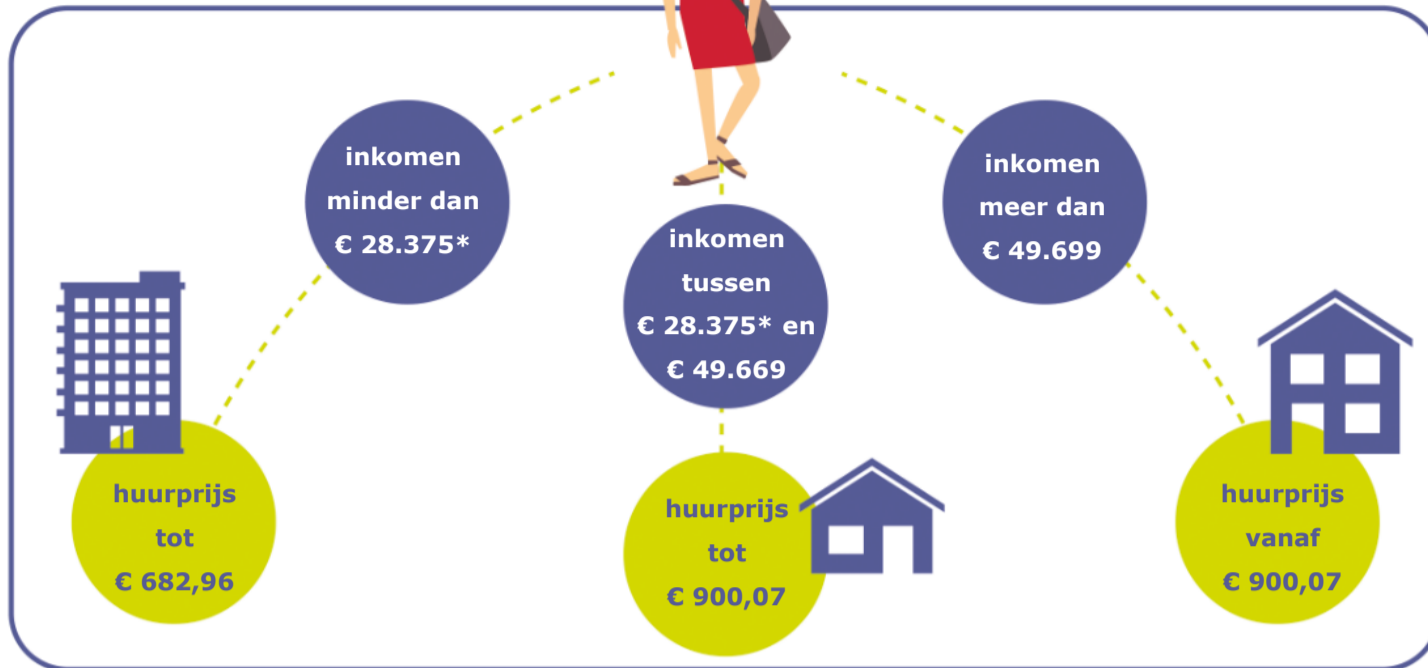 inkomen
minder dan
€ 28.375*
inkomen
tussen
€ 28.375* en
€ 49.669
inkomen
meer dan
€ 49.699
huurprijs
tot
€ 682,96
huurprijs
tot
€ 900,07
huurprijs
vanaf
€ 900,07